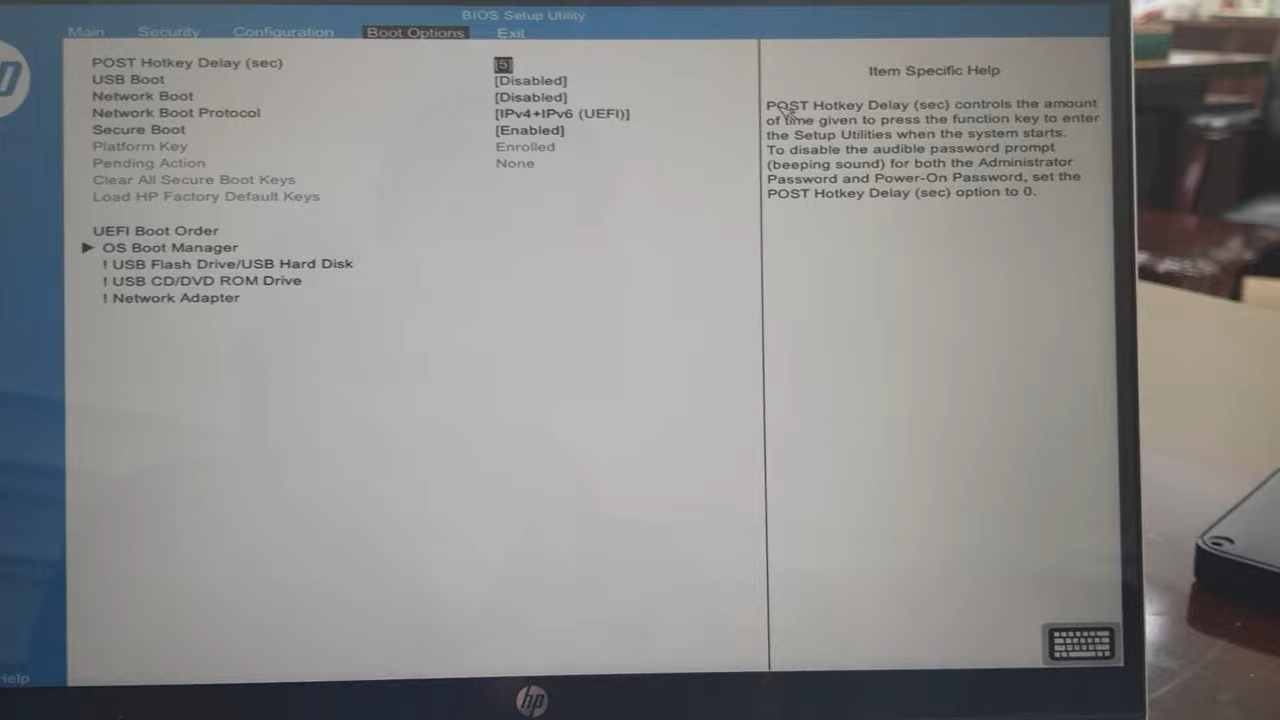 BIOS Setup Utility
Main Security Configuration Boot Options Exit
POST Hotkey Delay (sec) [5]
USB Boot [Disabled]
Network Boot [Disabled]
Network Boot Protocol [IPv4+IPv6 (UEFI)]
Secure Boot [Enabled]
Platform Key Enrolled
Pending Action None
Clear All Secure Boot Keys
Load HP Factory Default Keys
UEFI Boot Order
OS Boot Manager
! USB Flash Drive/USB Hard Disk
! USB CD/DVD ROM Drive
! Network Adapter
Item Specific Help
POST Hotkey Delay (sec) controls the amount
of time given to press the function key to enter
the Setup Utilities when the system starts.
To disable the audible password prompt
(beeping sound) for both the Administrator
Password and Power-On Password, set the
POST Hotkey Delay (sec) option to 0.
Help
hp